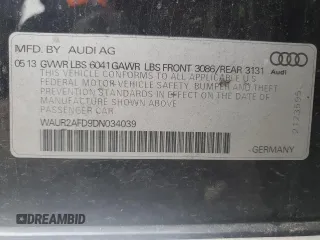 MFD. BY AUDI AG
05 13 GVWR LBS 6041 GAWR LBS FRONT 3086/REAR 3131
Audi
THIS VEHICLE CONFORMS TO ALL APPLICABLE U.S.
FEDERAL MOTOR VEHICLE SAFETY, BUMPER AND THEFT
PREVENTION STANDARDS IN EFFECT ON THE DATE OF
MANUFACTURE SHOWN ABOVE.
PASSENGER CAR
WAUR2AFD9DN034039
GERMANY
DREAMBID